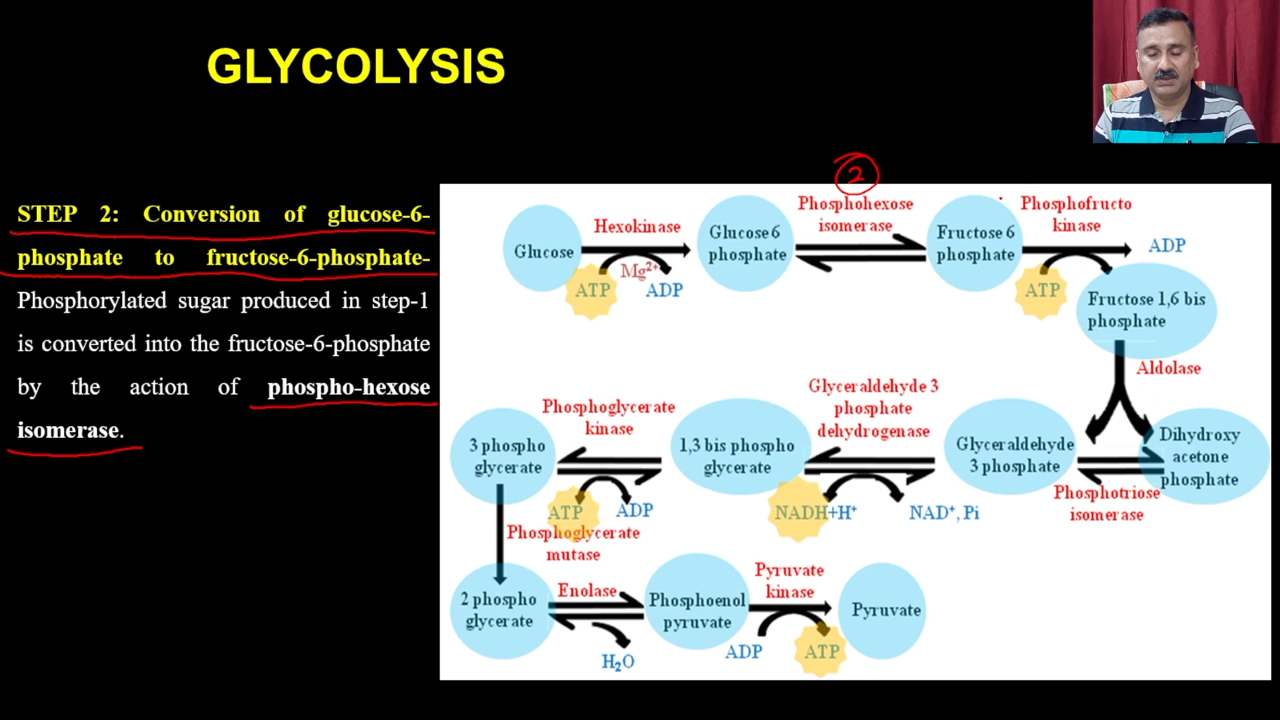 GLYCOLYSIS
STEP 2: Conversion of glucose-6-
phosphate to fructose-6-phosphate-
Phosphorylated sugar produced in step-1
is converted into the fructose-6-phosphate
by the action of phospho-hexose
isomerase.
2
Glucose
Hexokinase
Mg²⁺
ATP
ADP
Glucose 6
phosphate
Phosphohexose
isomerase
Fructose 6
phosphate
Phosphofructo
kinase
ATP
ADP
Fructose 1,6 bis
phosphate
Aldolase
Dihydroxy
acetone
phosphate
Phosphotriose
isomerase
Glyceraldehyde
3 phosphate
Glyceraldehyde 3
phosphate
dehydrogenase
NAD⁺, Pi
NADH+H⁺
1,3 bis phospho
glycerate
Phosphoglycerate
kinase
ADP
ATP
3 phospho
glycerate
Phosphoglycerate
mutase
2 phospho
glycerate
Enolase
H₂O
Phosphoenol
pyruvate
Pyruvate
kinase
ADP
ATP
Pyruvate